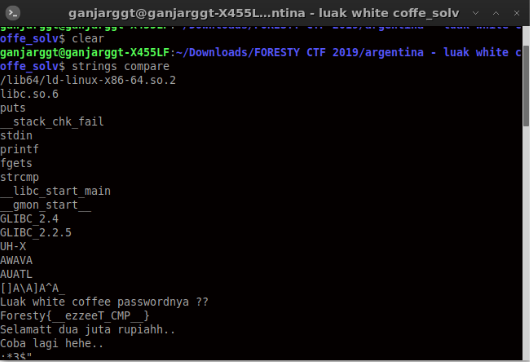 ganjarggt@ganjarggt-X455L...ntina - luak white coffe_solv
offe_solv$ clear
ganjarggt@ganjarggt-X455LF:~/Downloads/FORESTY CTF 2019/argentina - luak white c
offe_solv$ strings compare
/lib64/ld-linux-x86-64.so.2
libc.so.6
puts
__stack_chk_fail
stdin
printf
fgets
strcmp
__libc_start_main
__gmon_start__
GLIBC_2.4
GLIBC_2.2.5
UH-X
AWAVA
AUATL
[]A\A]A^A_
Luak white coffee passwordnya ??
Foresty{__ezzeeT_CMP__}
Selamatt dua juta rupiahh..
Coba lagi hehe..
;*3$"